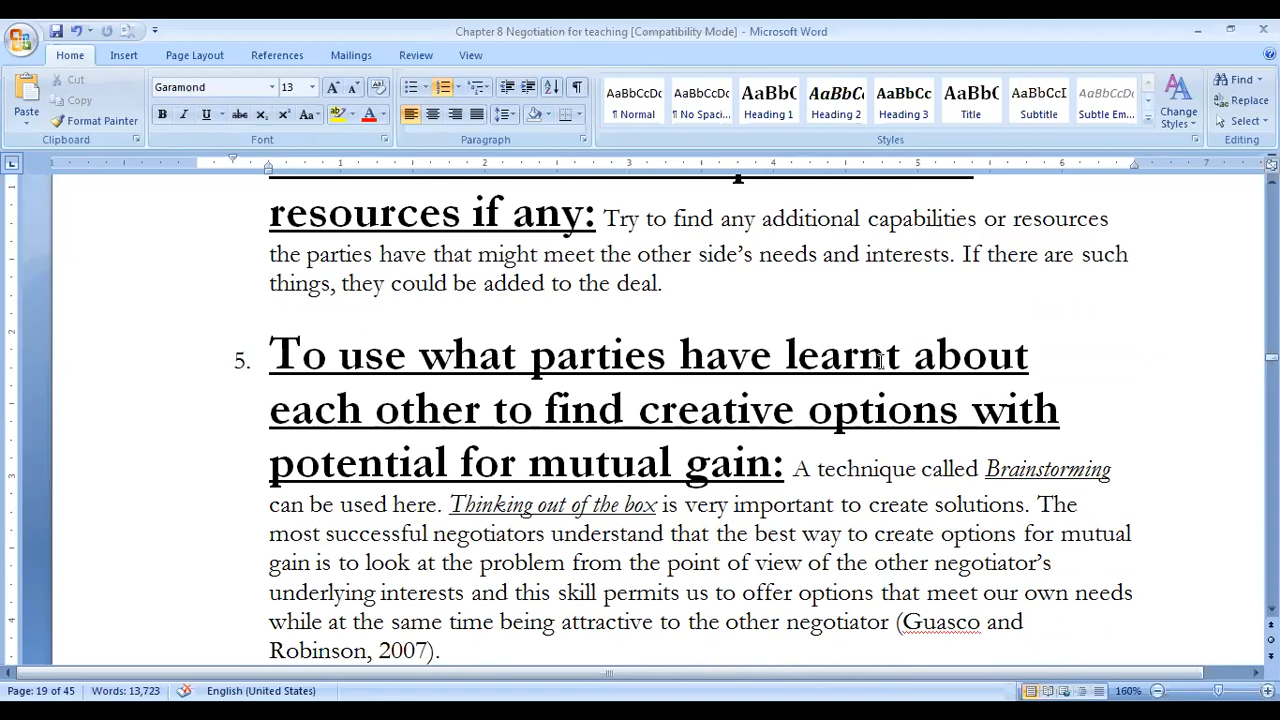 Chapter 8 Negotiation for teaching [Compatibility Mode] - Microsoft Word
Home Insert Page Layout References Mailings Review View
Paste
Cut
Copy
Format Painter
Clipboard
Garamond 13
Font
Paragraph
AaBbCcDc AaBbCcDc AaBbC AaBbCc AaBbCc AaBbC AaBbCcI AaBbCcDc
¶ Normal ¶ No Spaci... Heading 1 Heading 2 Heading 3 Title Subtitle Subtle Em...
Change Styles
Styles
Find
Replace
Select
Editing
1 2 3 4 5 6 7
resources if any: Try to find any additional capabilities or resources
the parties have that might meet the other side’s needs and interests. If there are such
things, they could be added to the deal.
5. To use what parties have learnt about
each other to find creative options with
potential for mutual gain: A technique called Brainstorming
can be used here. Thinking out of the box is very important to create solutions. The
most successful negotiators understand that the best way to create options for mutual
gain is to look at the problem from the point of view of the other negotiator’s
underlying interests and this skill permits us to offer options that meet our own needs
while at the same time being attractive to the other negotiator (Guasco and
Robinson, 2007).
Page: 19 of 45 Words: 13,723 English (United States) 160%